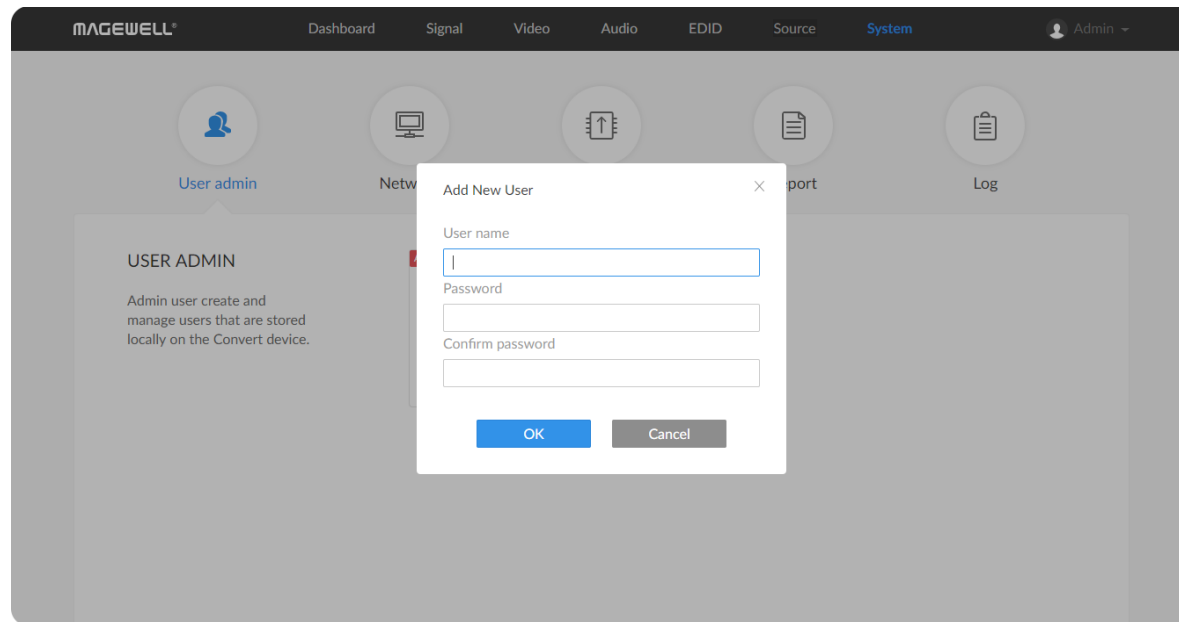 MAGEWELL®
Dashboard
Signal
Video
Audio
EDID
Source
System
Admin
User admin
Log
Add New User
User name
Password
Confirm password
OK
Cancel
USER ADMIN
Admin user create and
manage users that are stored
locally on the Convert device.